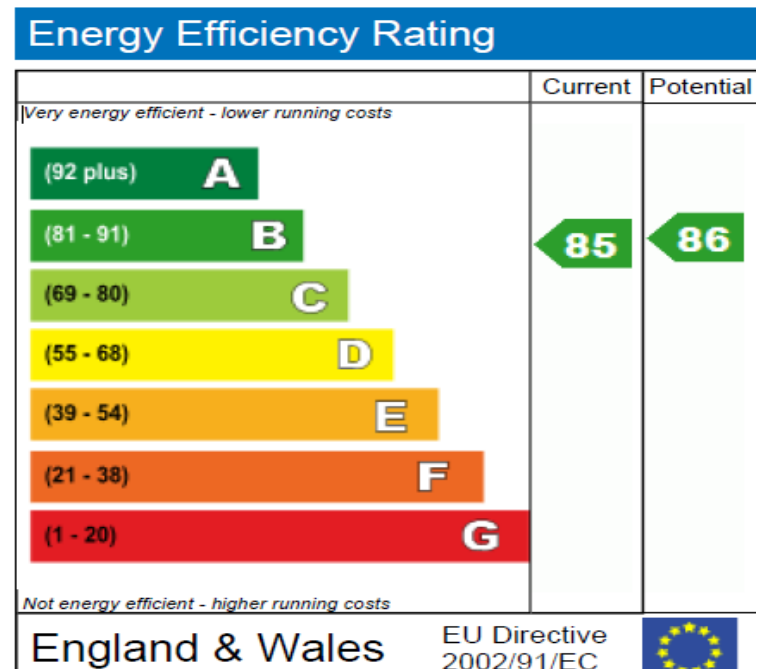 Energy Efficiency Rating
Current Potential
Very energy efficient - lower running costs
(92 plus) A
(81 - 91) B
85 86
(69 - 80) C
(55 - 68) D
(39 - 54) E
(21 - 38) F
(1 - 20) G
Not energy efficient - higher running costs
England & Wales
EU Directive
2002/91/EC